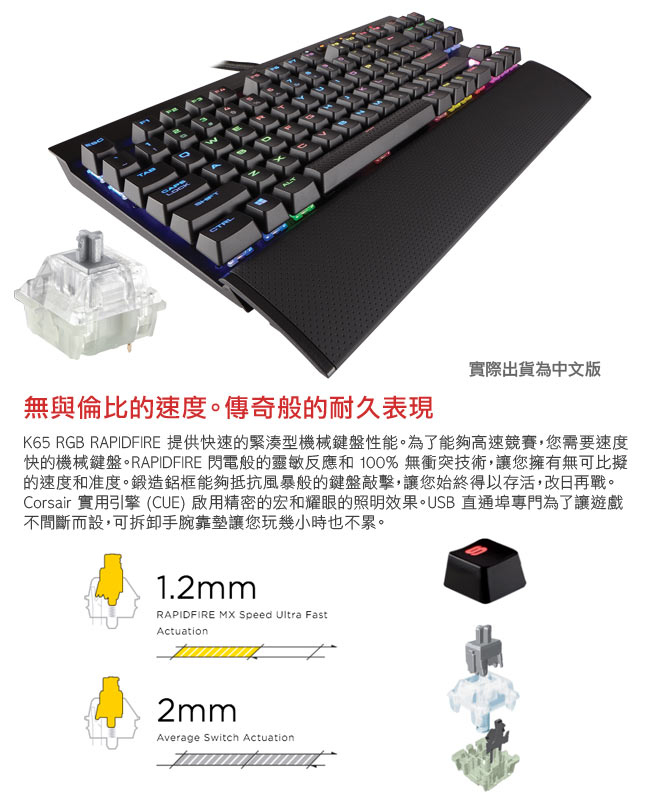 ESC
F1
F2
F3
F4
TAB
Q
W
E
R
CAPS
LOCK
A
SHIFT
Z
X
C
V
CTRL
ALT
實際出貨為中文版
無與倫比的速度。傳奇般的耐久表現
K65 RGB RAPIDFIRE 提供快速的緊湊型機械鍵盤性能。為了能夠高速競賽,您需要速度
快的機械鍵盤。RAPIDFIRE 閃電般的靈敏反應和 100% 無衝突技術,讓您擁有無可比擬
的速度和准度。鍛造鋁框能夠抵抗風暴般的鍵盤敲擊,讓您始終得以存活,改日再戰。
Corsair 實用引擎 (CUE) 啟用精密的宏和耀眼的照明效果。USB 直通埠專門為了讓遊戲
不間斷而設,可拆卸手腕靠墊讓您玩幾小時也不累。
1.2mm
RAPIDFIRE MX Speed Ultra Fast
Actuation
2mm
Average Switch Actuation